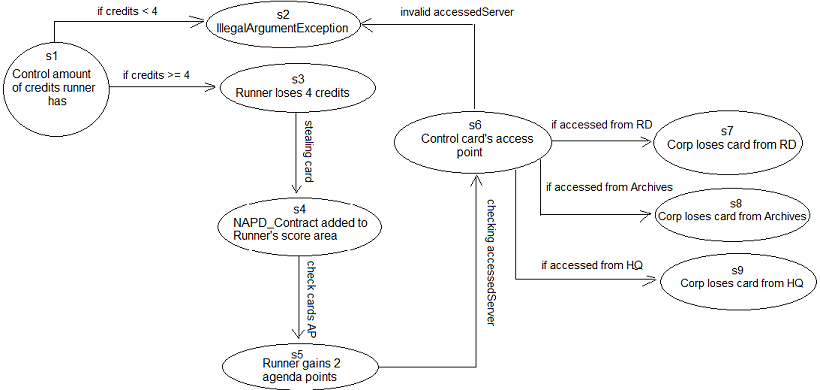 if credits < 4
s2
IllegalArgumentException
invalid accessedServer
s1
Control amount
of credits runner
has
if credits >= 4
s3
Runner loses 4 credits
stealing card
s6
Control card's access
point
if accessed from RD
s7
Corp loses card from RD
if accessed from Archives
s8
Corp loses card from Archives
s4
NAPD_Contract added to
Runner's score area
checking accessedServer
if accessed from HQ
s9
Corp loses card from HQ
check cards AP
s5
Runner gains 2
agenda points